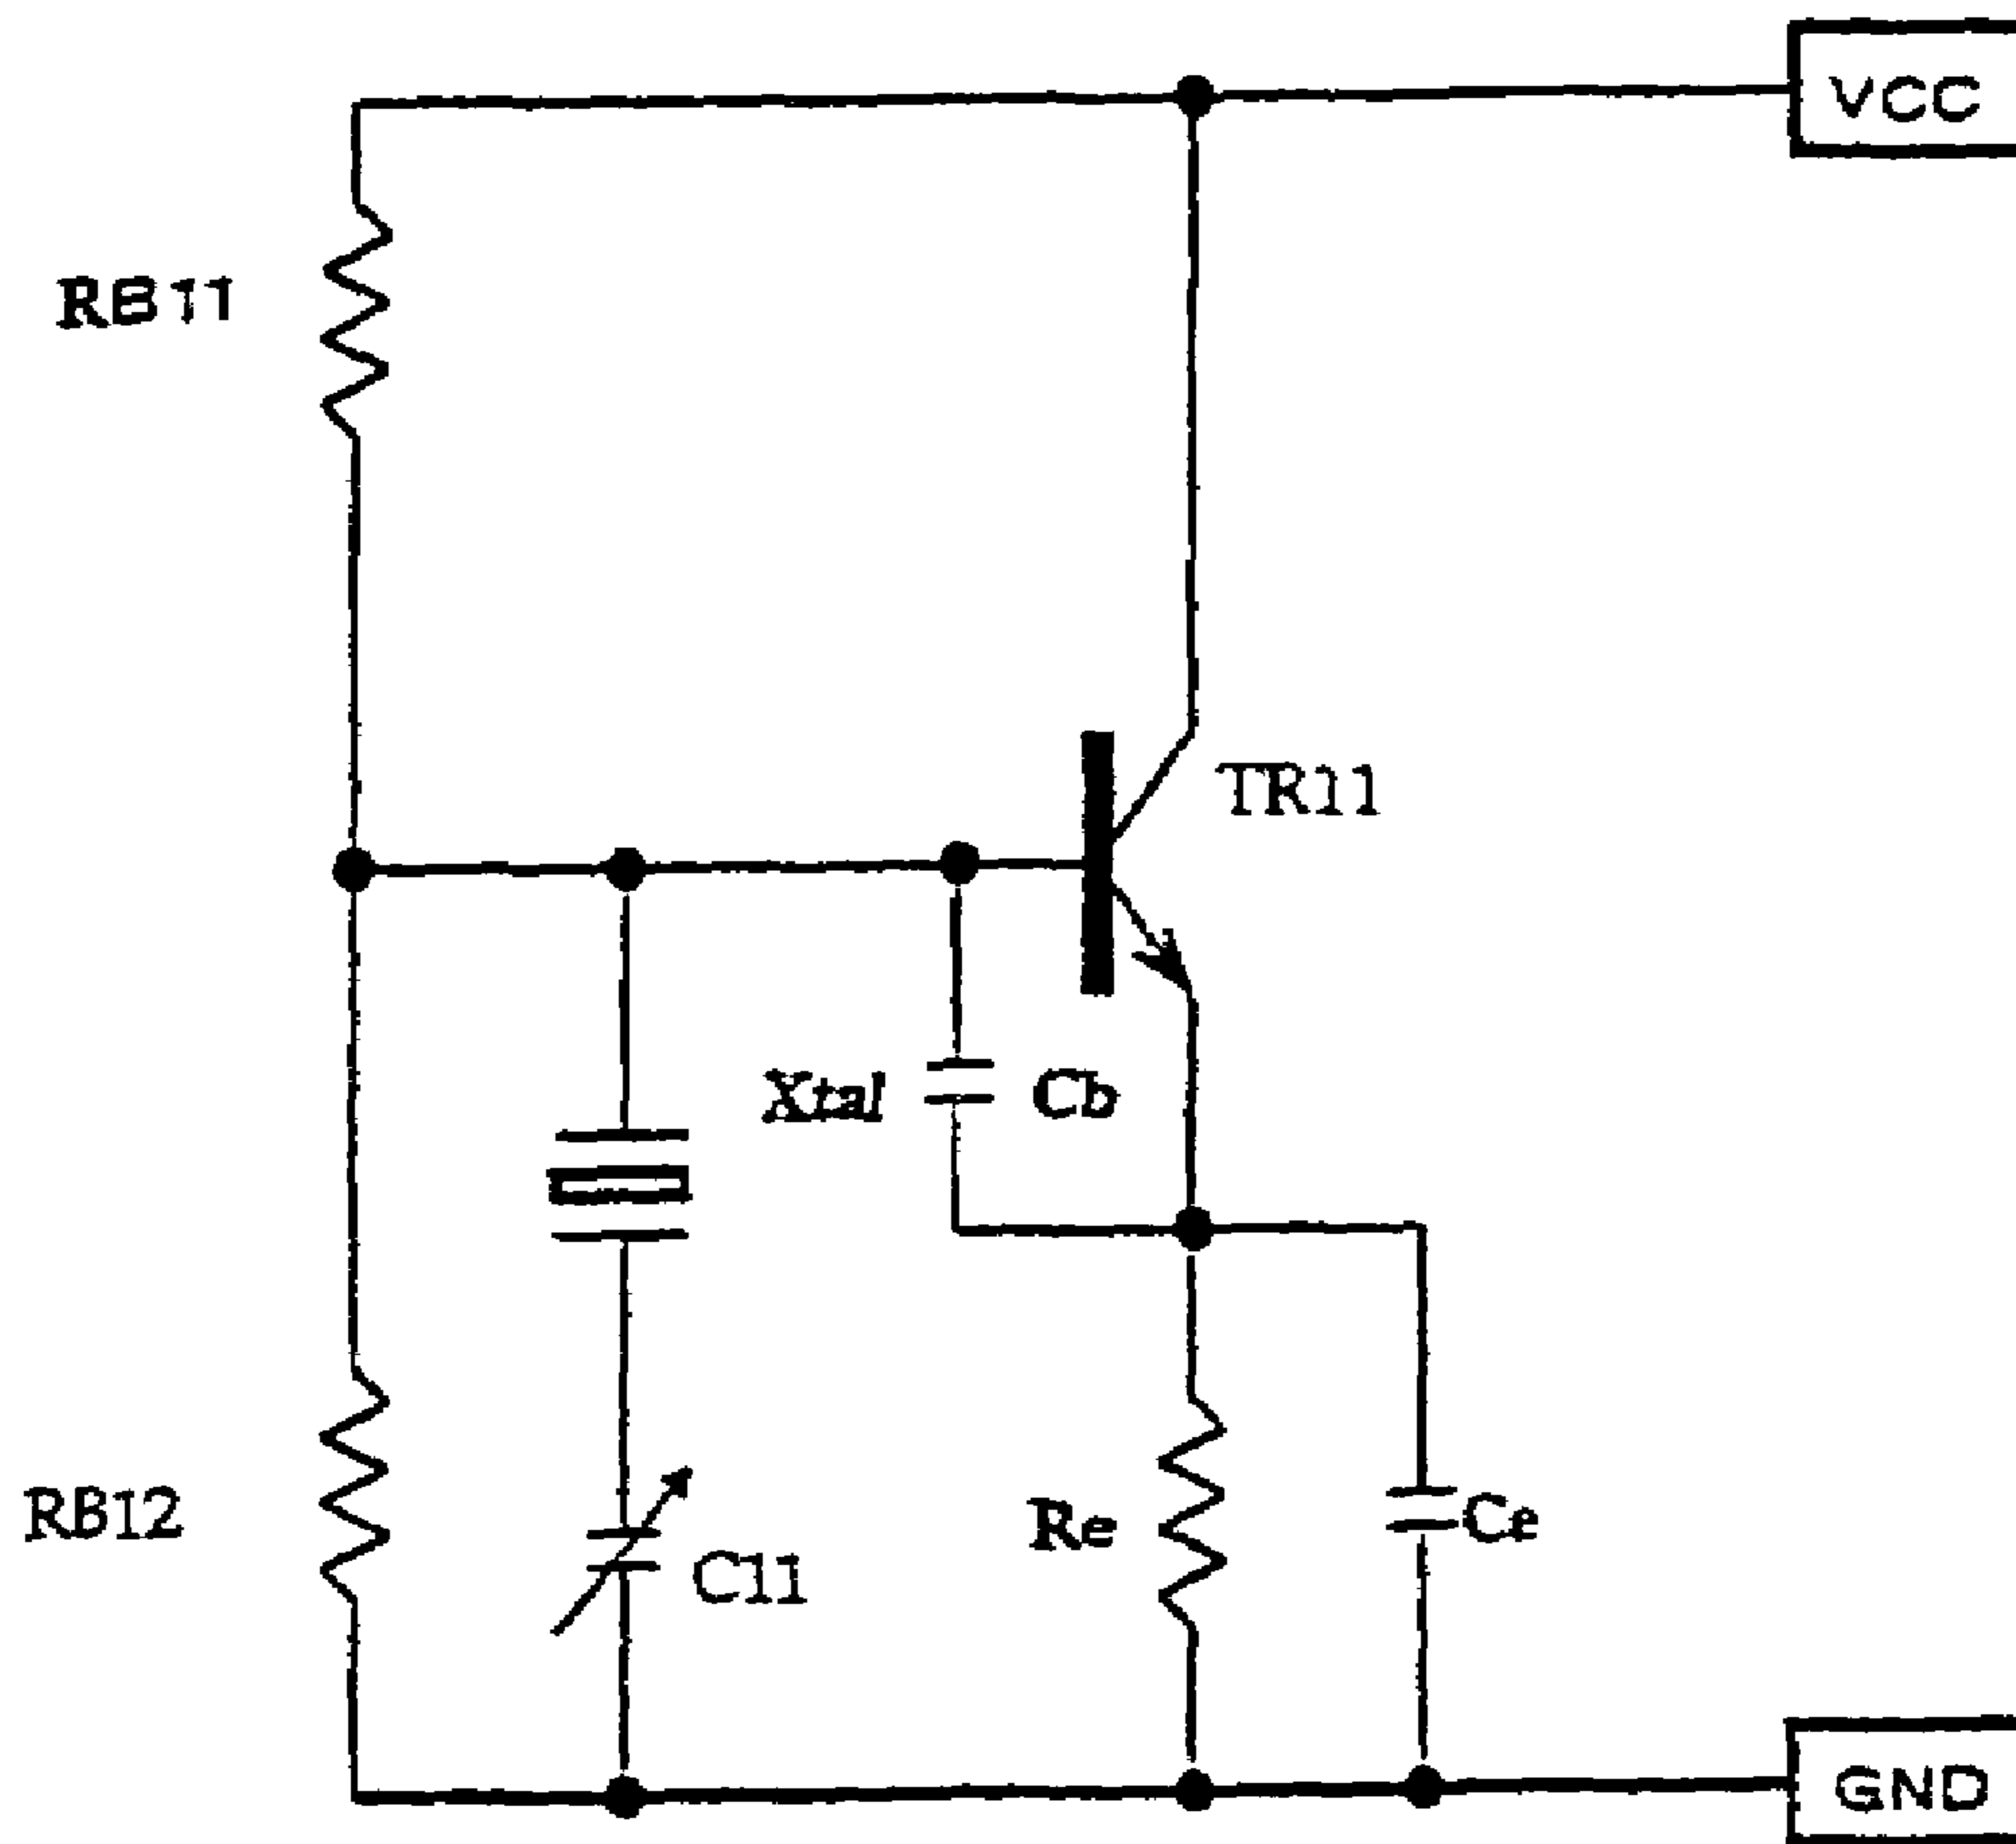 VCC
RB11
TR11
Xtal
Cb
RB12
Re
Ce
C11
GND